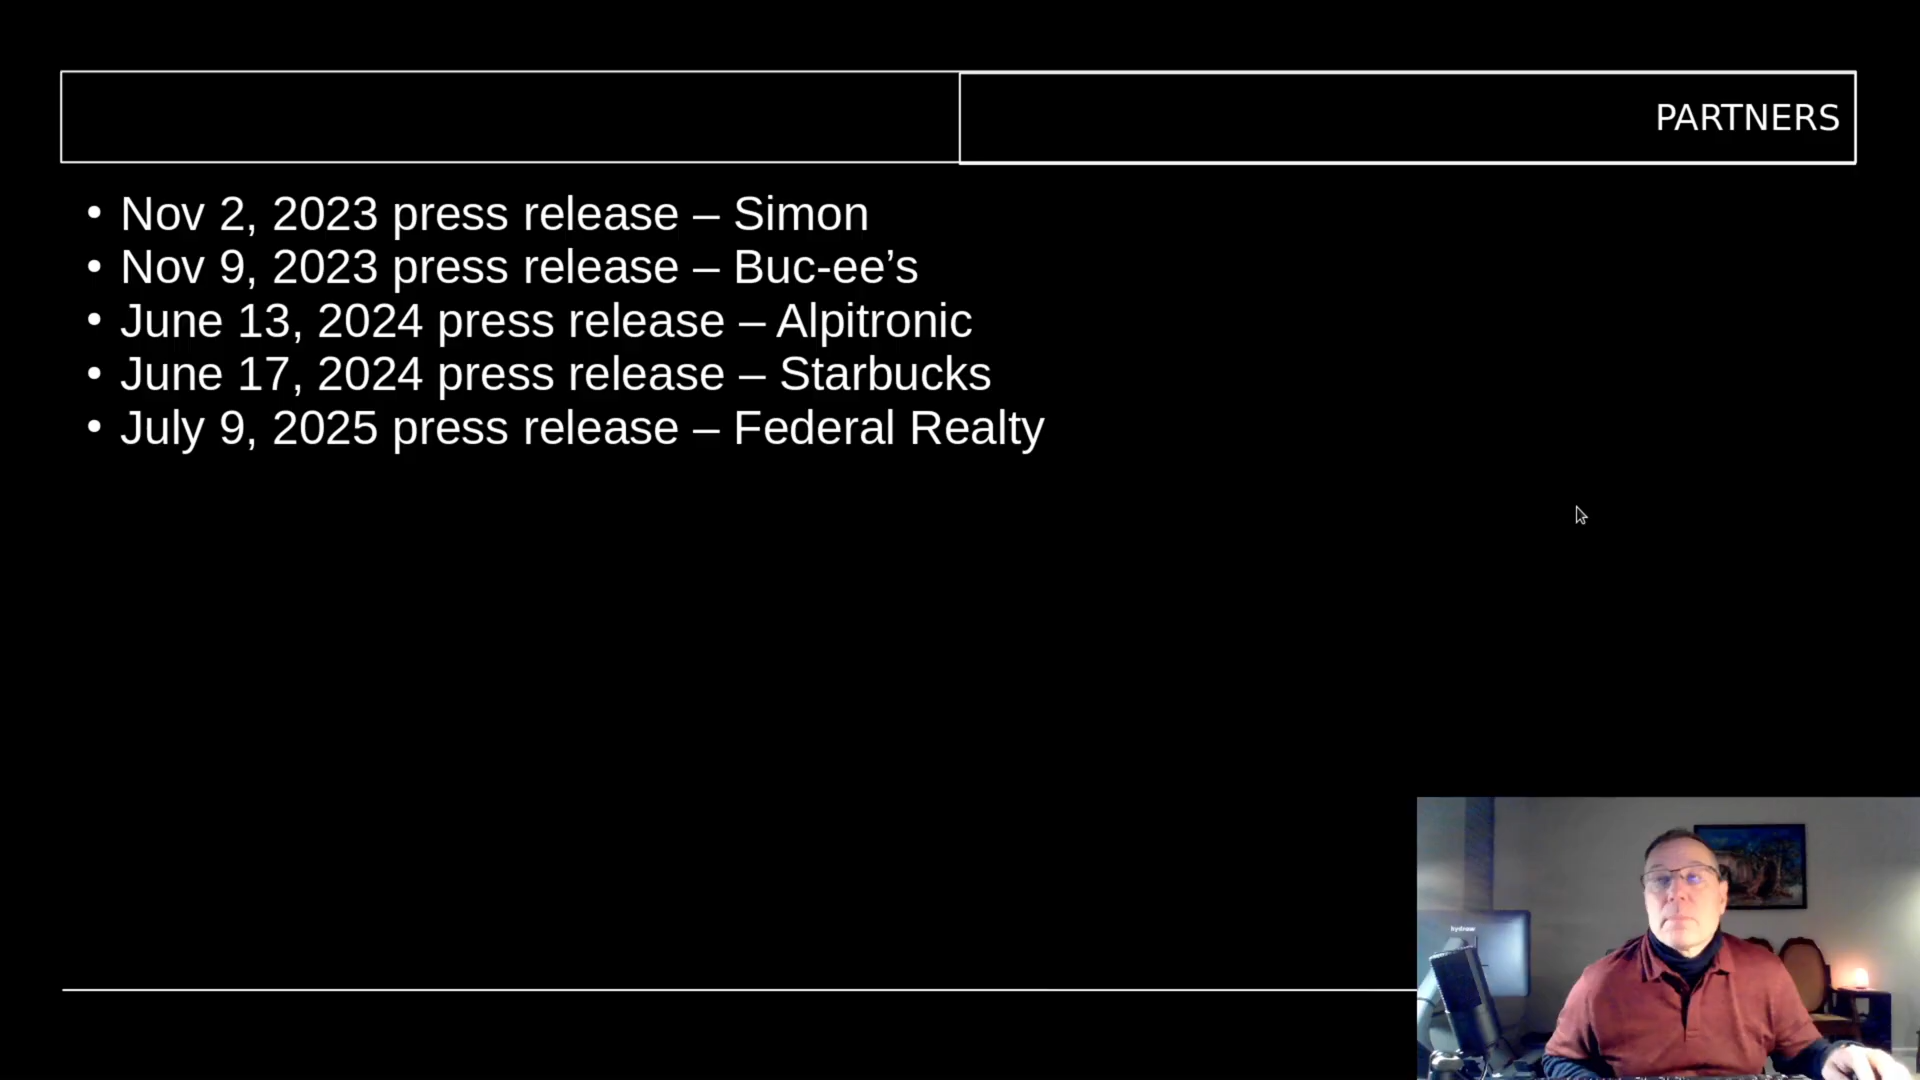 PARTNERS
• Nov 2, 2023 press release – Simon
• Nov 9, 2023 press release – Buc-ee’s
• June 13, 2024 press release – Alpitronic
• June 17, 2024 press release – Starbucks
• July 9, 2025 press release – Federal Realty